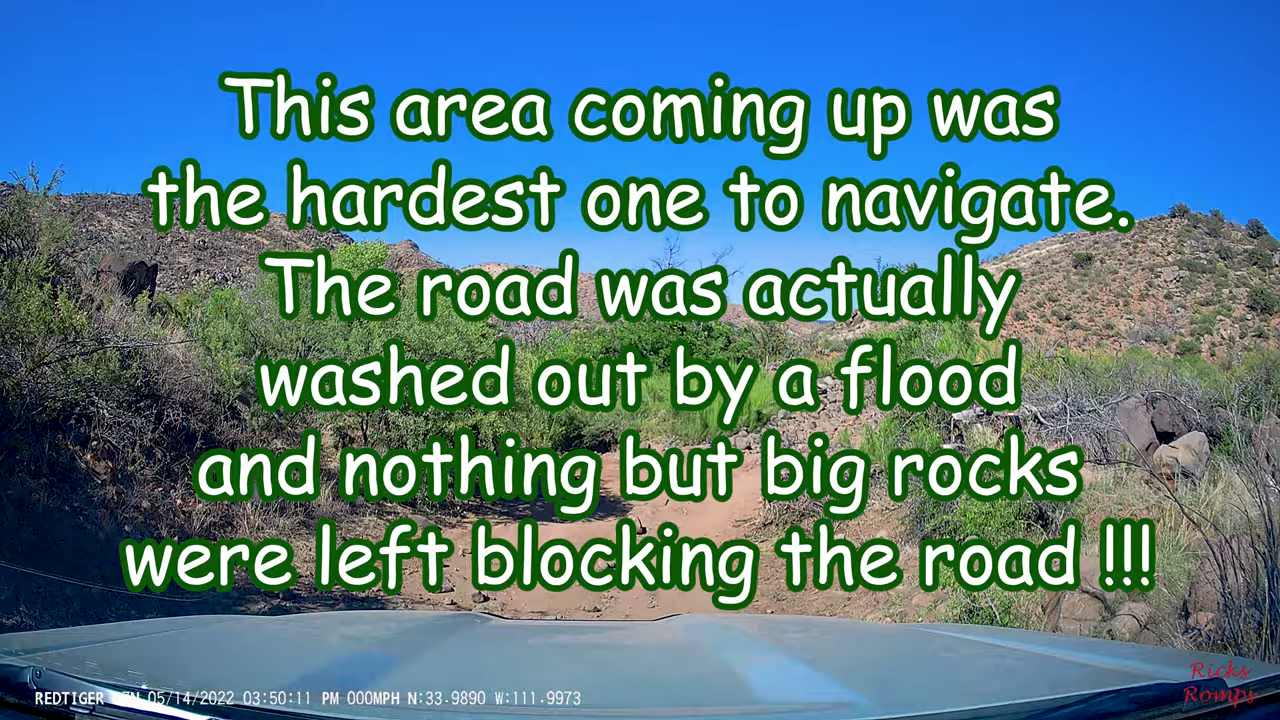 This area coming up was
the hardest one to navigate.
The road was actually
washed out by a flood
and nothing but big rocks
were left blocking the road !!!
REDTIGER 05/14/2022 03:50:11 PM 000MPH N:33.9890 W:111.9973
Ricks
Romps